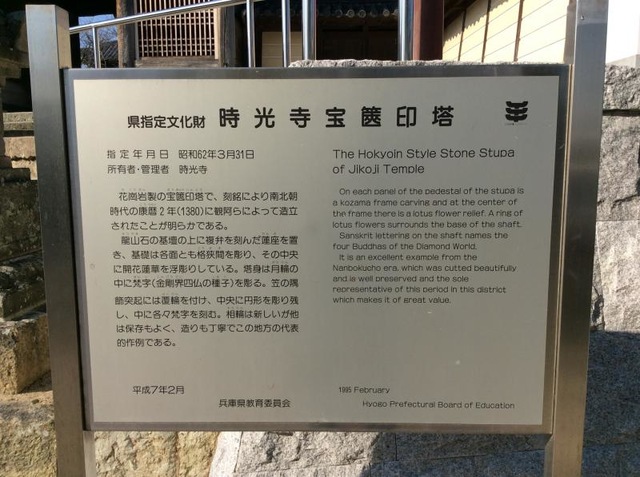 県指定文化財 時光寺宝篋印塔
指定年月日 昭和62年3月31日
所有者・管理者 時光寺
花崗岩製の宝篋印塔で、刻銘により南北朝
時代の康暦2年(1380)に観阿らによって造立
されたことが明らかである。
龍山石の基壇の上に複弁を刻んだ蓮座を置
き、基礎は各面とも格狭間を彫り、その中央
に開花蓮華を浮彫りしている。塔身は月輪の
中に梵字(金剛界四仏の種子)を彫る。笠の隅
飾突起には覆輪を付け、中央に円形を彫り残
し、中に各々梵字を刻む。相輪は新しいが他
は保存もよく、造りも丁寧でこの地方の代表
的作例である。
平成7年2月
兵庫県教育委員会
The Hokyoin Style Stone Stupa
of Jikoji Temple
On each panel of the pedestal of the stupa is
a kozama frame carving and at the center of
the frame there is a lotus flower relief. A ring of
lotus flowers surrounds the base of the shaft.
Sanskrit lettering on the shaft names the
four Buddhas of the Diamond World.
It is an excellent example from the
Nanbokucho era, which was cutted beautifully
and is well preserved and the sole
representative of this period in this district
which makes it of great value.
1995 February
Hyogo Prefectural Board of Education